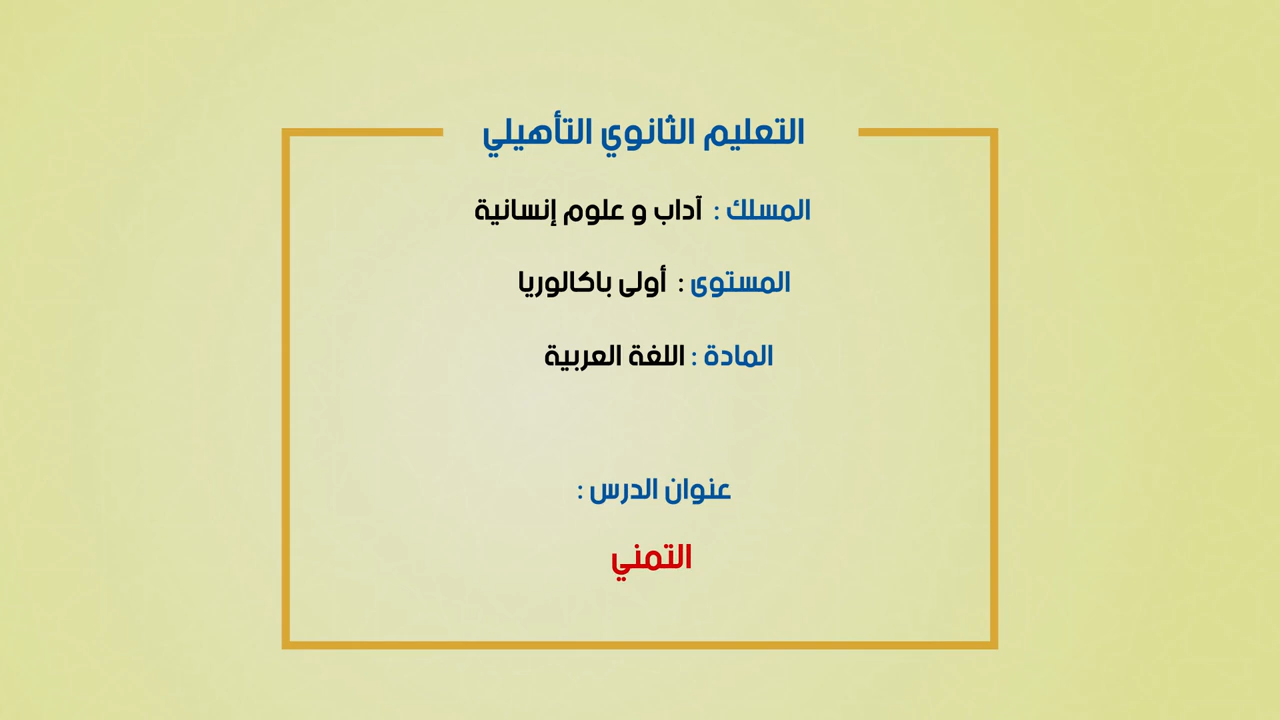 التعليم الثانوي التأهيلي
المسلك : آداب و علوم إنسانية
المستوى : أولى باكالوريا
المادة : اللغة العربية
عنوان الدرس :
التمني